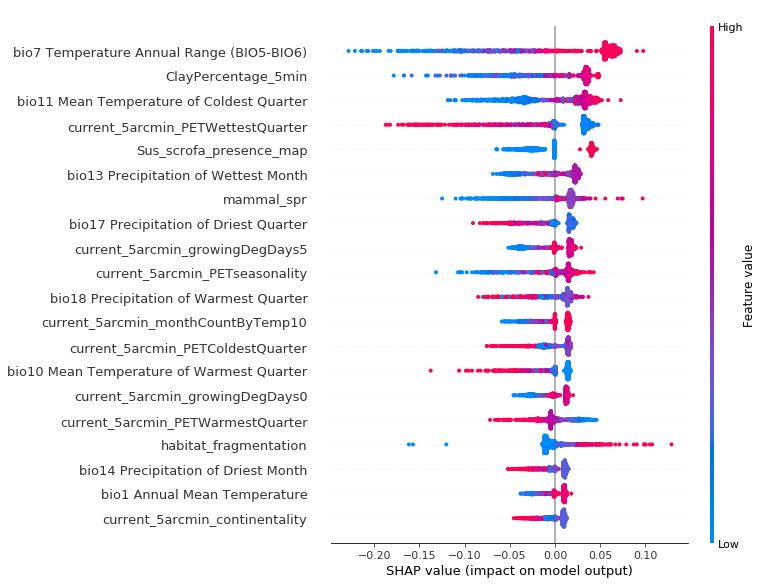 High
bio7 Temperature Annual Range (BIO5-BIO6)
ClayPercentage_5min
bio11 Mean Temperature of Coldest Quarter
current_5arcmin_PETWettestQuarter
Sus_scrofa_presence_map
bio13 Precipitation of Wettest Month
mammal_spr
bio17 Precipitation of Driest Quarter
current_5arcmin_growingDegDays5
current_5arcmin_PETseasonality
bio18 Precipitation of Warmest Quarter
current_5arcmin_monthCountByTemp10
current_5arcmin_PETColdestQuarter
bio10 Mean Temperature of Warmest Quarter
current_5arcmin_growingDegDays0
current_5arcmin_PETWarmestQuarter
habitat_fragmentation
bio14 Precipitation of Driest Month
bio1 Annual Mean Temperature
current_5arcmin_continentality
Feature value
Low
−0.20 −0.15 −0.10 −0.05 0.00 0.05 0.10
SHAP value (impact on model output)